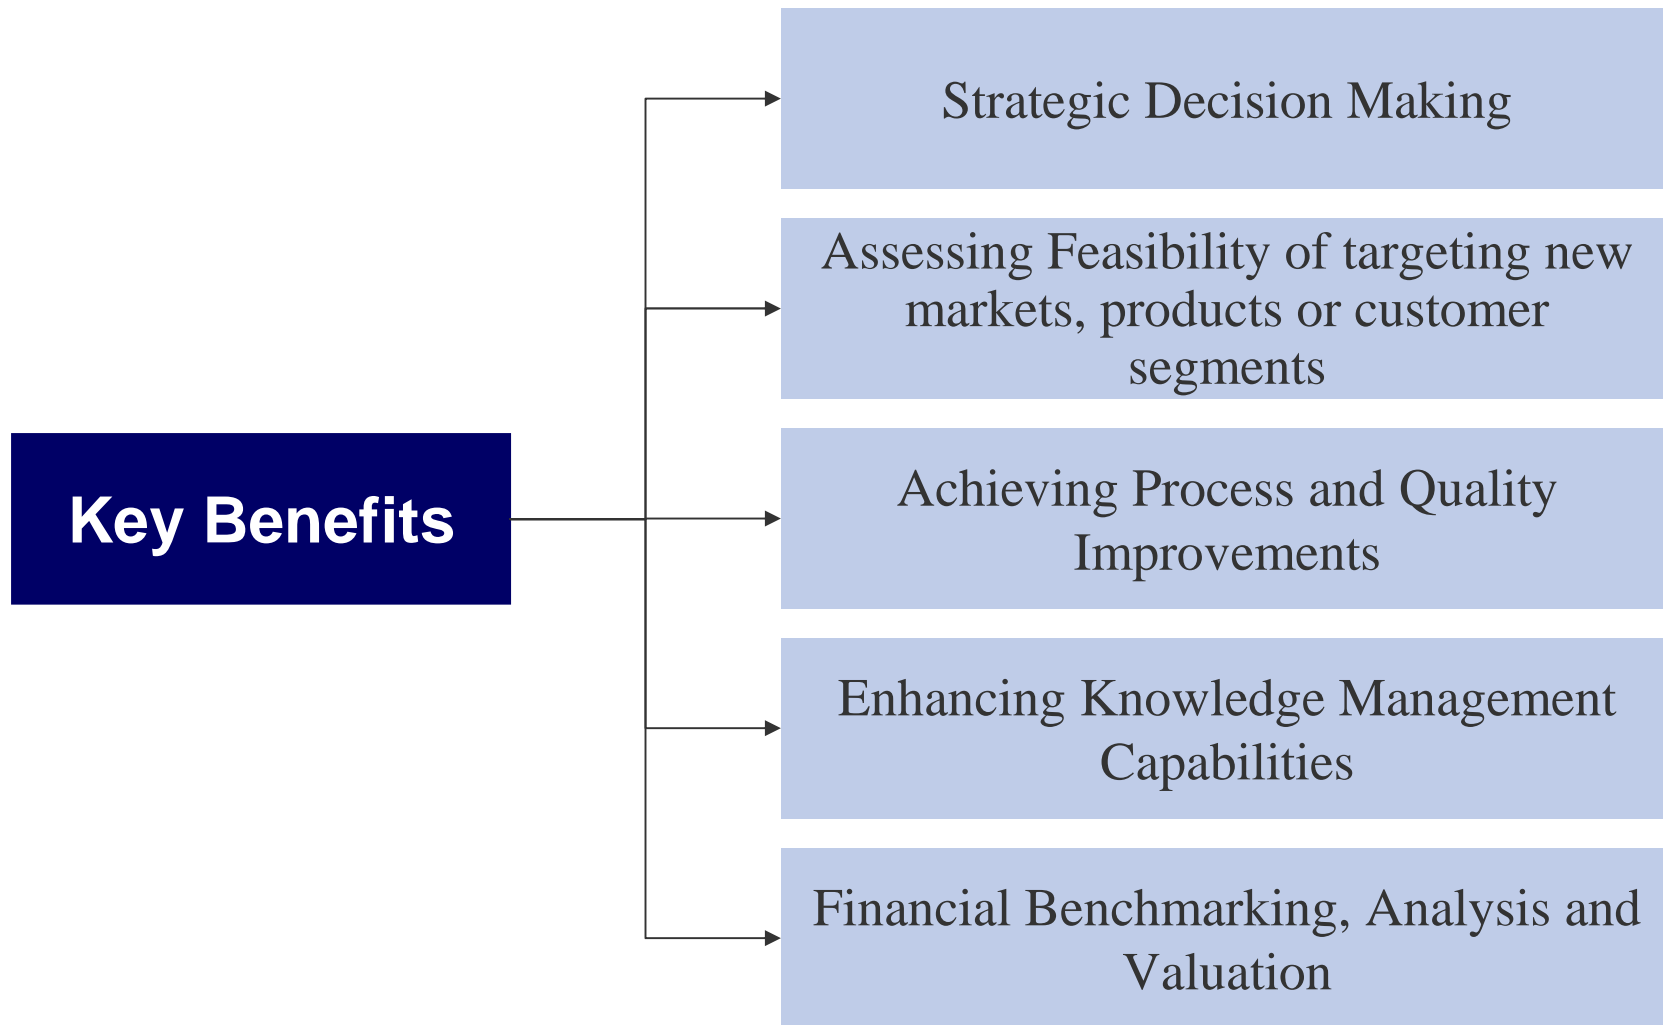 Strategic Decision Making
Assessing Feasibility of targeting new
markets, products or customer
segments
Key Benefits
Achieving Process and Quality
Improvements
Enhancing Knowledge Management
Capabilities
Financial Benchmarking, Analysis and
Valuation